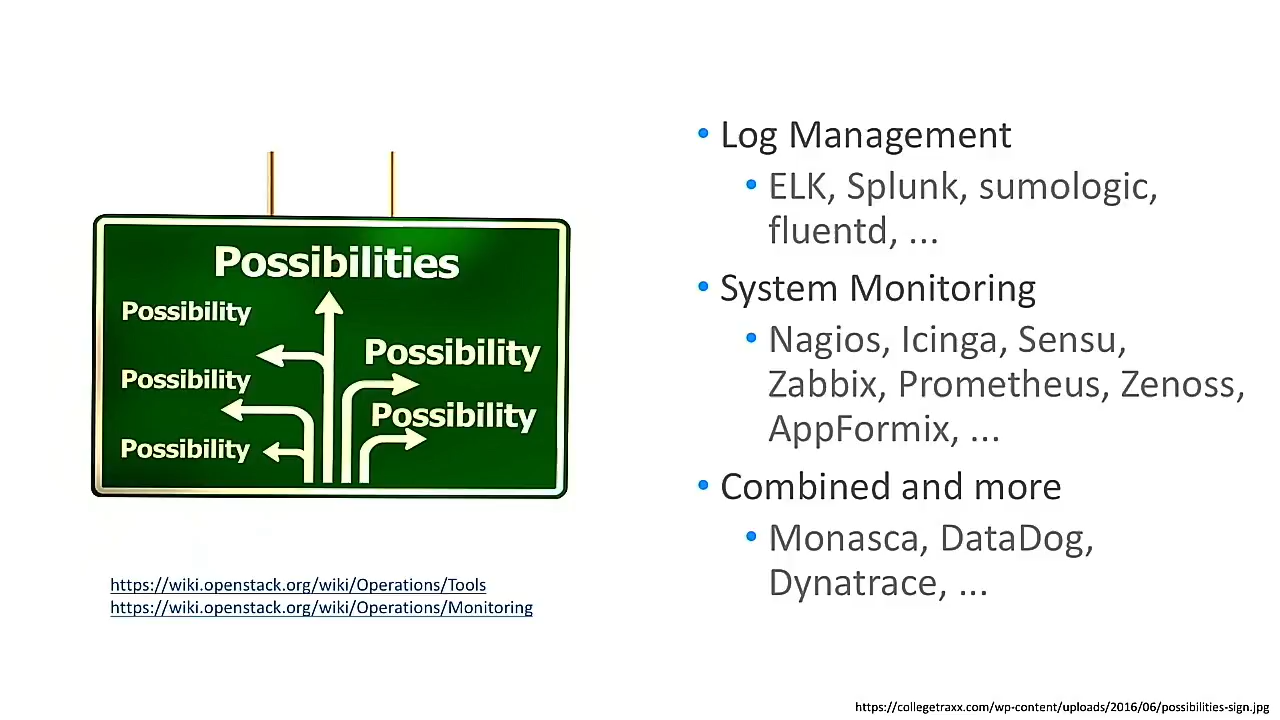 Possibilities
Possibility
Possibility
Possibility
Possibility
Possibility
https://wiki.openstack.org/wiki/Operations/Tools
https://wiki.openstack.org/wiki/Operations/Monitoring
• Log Management
• ELK, Splunk, sumologic,
fluentd, ...
• System Monitoring
• Nagios, Icinga, Sensu,
Zabbix, Prometheus, Zenoss,
AppFormix, ...
• Combined and more
• Monasca, DataDog,
Dynatrace, ...
https://collegetraxx.com/wp-content/uploads/2016/06/possibilities-sign.jpg